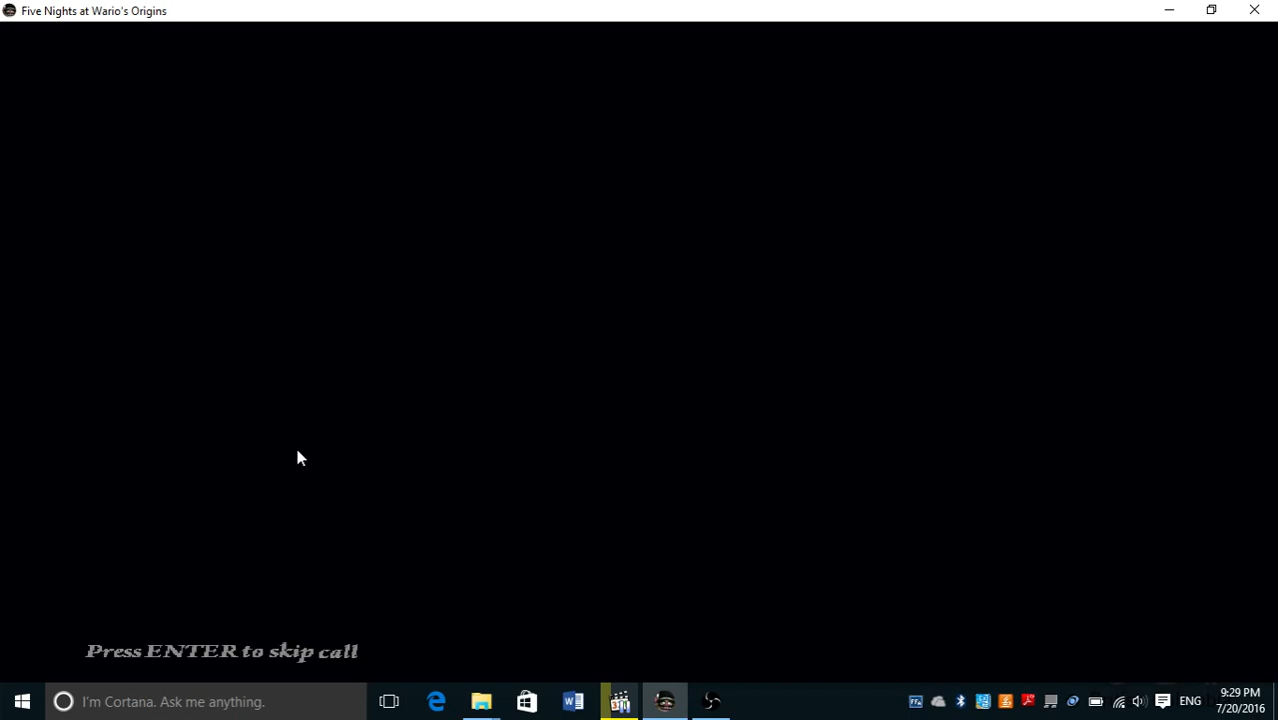 Five Nights at Wario's Origins
Press ENTER to skip call
I'm Cortana. Ask me anything.
ENG
9:29 PM
7/20/2016